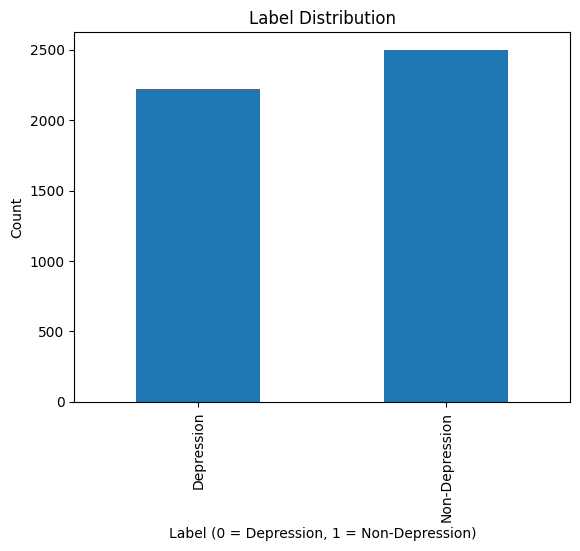 Label Distribution
2500
2000
1500
1000
500
0
Count
Depression
Non-Depression
Label (0 = Depression, 1 = Non-Depression)